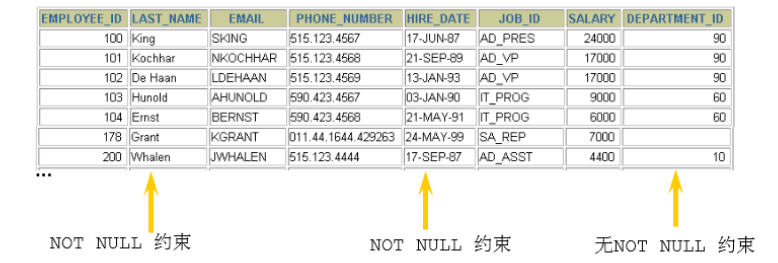 EMPLOYEE_ID LAST_NAME EMAIL PHONE_NUMBER HIRE_DATE JOB_ID SALARY DEPARTMENT_ID
100 King SKING 515.123.4567 17-JUN-87 AD_PRES 24000 90
101 Kochhar NKOCHHAR 515.123.4568 21-SEP-89 AD_VP 17000 90
102 De Haan LDEHAAN 515.123.4569 13-JAN-93 AD_VP 17000 90
103 Hunold AHUNOLD 590.423.4567 03-JAN-90 IT_PROG 9000 60
104 Ernst BERNST 590.423.4568 21-MAY-91 IT_PROG 6000 60
178 Grant KGRANT 011.44.1644.429263 24-MAY-99 SA_REP 7000
200 Whalen JWHALEN 515.123.4444 17-SEP-87 AD_ASST 4400 10
...
NOT NULL 约束 NOT NULL 约束 无NOT NULL 约束